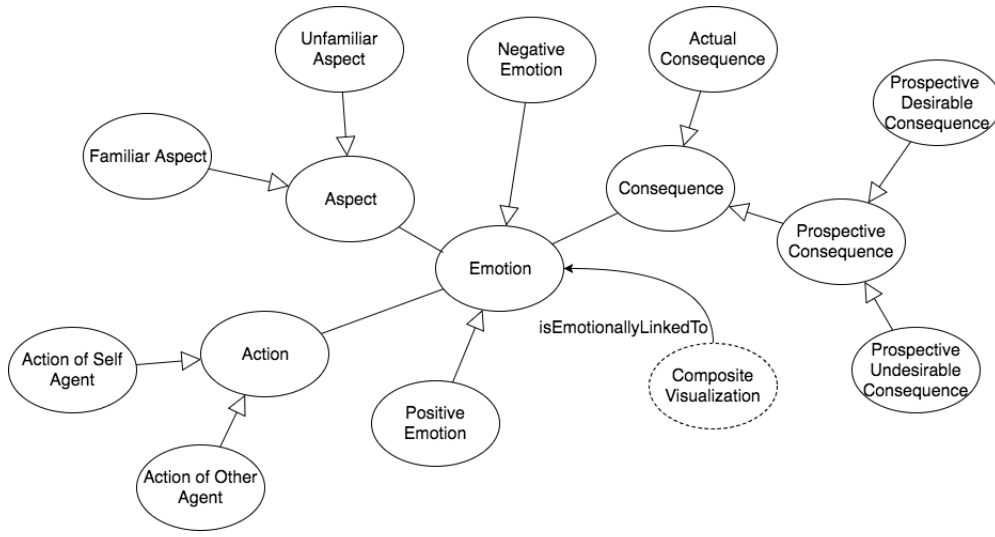 Unfamiliar
Aspect
Negative
Emotion
Actual
Consequence
Prospective
Desirable
Consequence
Familiar Aspect
Aspect
Consequence
Prospective
Consequence
Emotion
isEmotionallyLinkedTo
Action of Self
Agent
Action
Composite
Visualization
Prospective
Undesirable
Consequence
Positive
Emotion
Action of Other
Agent